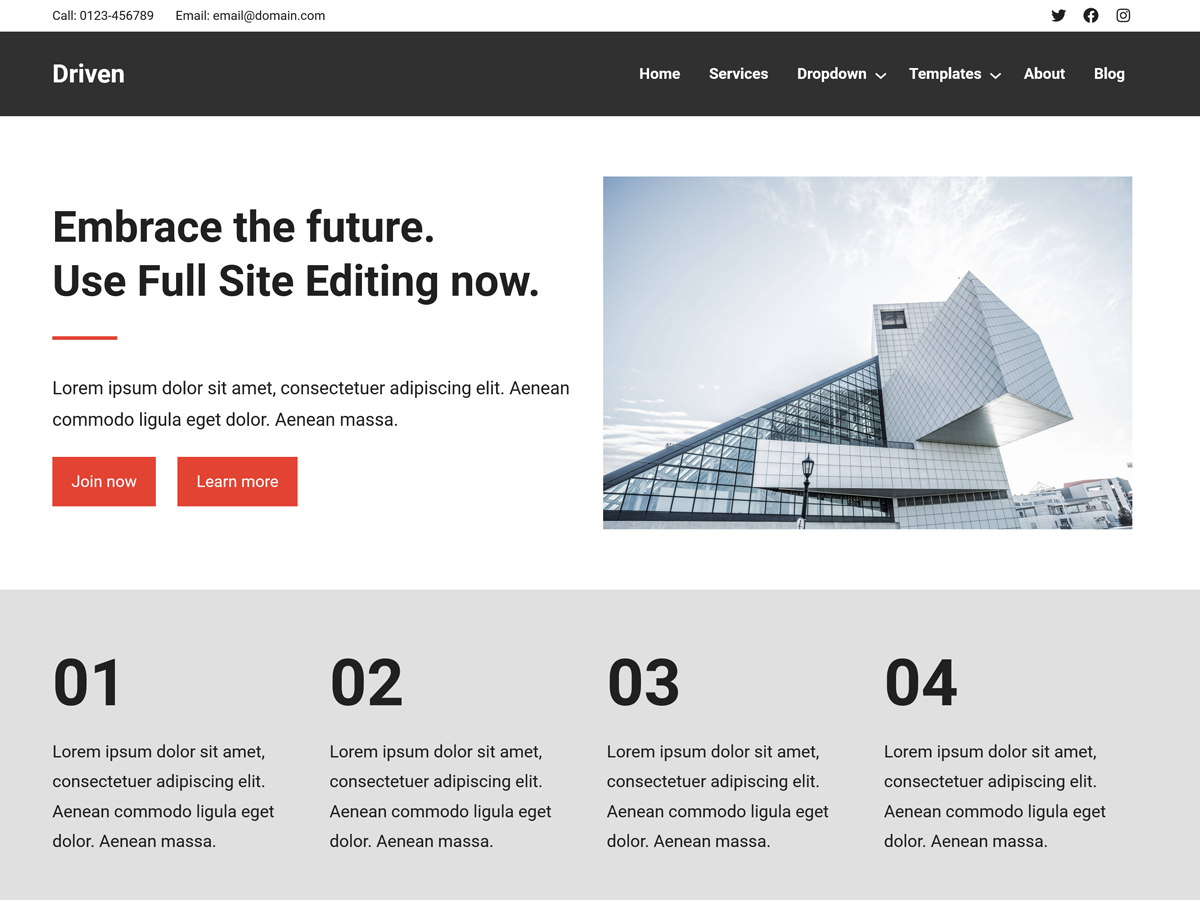 Call: 0123-456789 Email: email@domain.com
Driven
Home Services Dropdown Templates About Blog
Embrace the future.
Use Full Site Editing now.
Lorem ipsum dolor sit amet, consectetuer adipiscing elit. Aenean
commodo ligula eget dolor. Aenean massa.
Join now Learn more
01
Lorem ipsum dolor sit amet,
consectetuer adipiscing elit.
Aenean commodo ligula eget
dolor. Aenean massa.
02
Lorem ipsum dolor sit amet,
consectetuer adipiscing elit.
Aenean commodo ligula eget
dolor. Aenean massa.
03
Lorem ipsum dolor sit amet,
consectetuer adipiscing elit.
Aenean commodo ligula eget
dolor. Aenean massa.
04
Lorem ipsum dolor sit amet,
consectetuer adipiscing elit.
Aenean commodo ligula eget
dolor. Aenean massa.